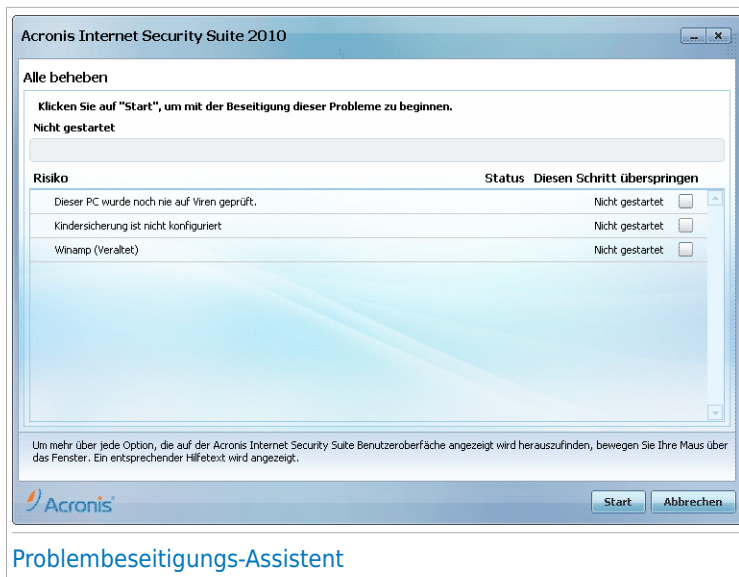 Acronis Internet Security Suite 2010
Alle beheben
Klicken Sie auf "Start", um mit der Beseitigung dieser Probleme zu beginnen.
Nicht gestartet
Risiko Status Diesen Schritt überspringen
Dieser PC wurde noch nie auf Viren geprüft. Nicht gestartet
Kindersicherung ist nicht konfiguriert Nicht gestartet
Winamp (Veraltet) Nicht gestartet
Um mehr über jede Option, die auf der Acronis Internet Security Suite Benutzeroberfäche angezeigt wird herauszufinden, bewegen Sie Ihre Maus über
das Fenster. Ein entsprechender Hilfetext wird angezeigt.
Acronis Start Abbrechen
Problembeseitigungs-Assistent